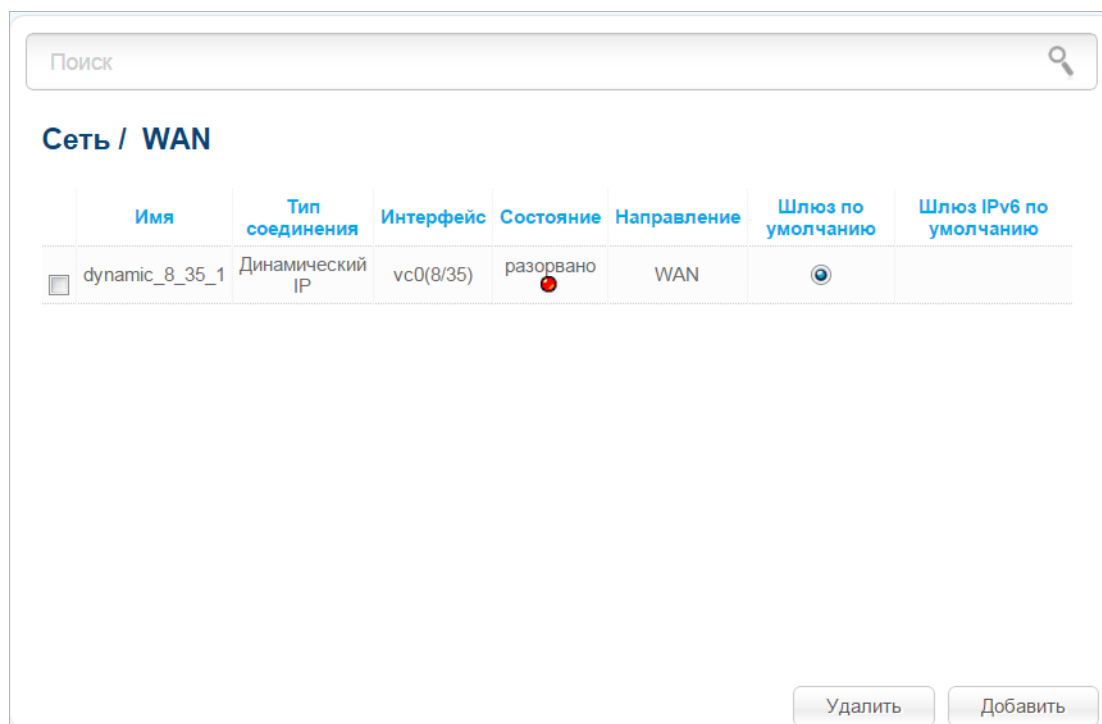 Поиск
Сеть / WAN
Имя
Тип соединения
Интерфейс
Состояние
Направление
Шлюз по умолчанию
Шлюз IPv6 по умолчанию
dynamic_8_35_1
Динамический IP
vc0(8/35)
разорвано
WAN
Удалить
Добавить